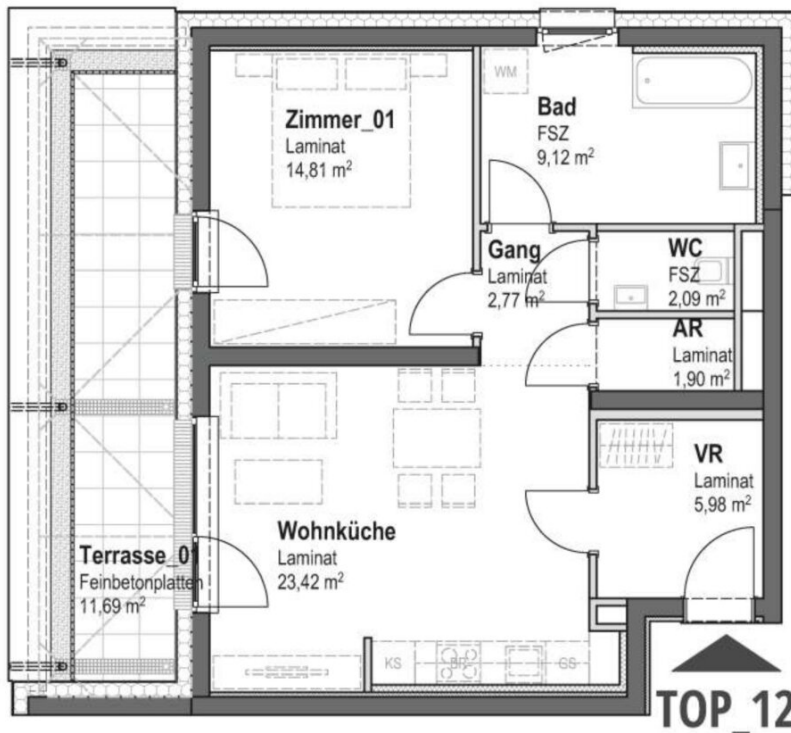 WM
Zimmer_01
Laminat
14,81 m²
Bad
FSZ
9,12 m²
Gang
Laminat
2,77 m²
WC
FSZ
2,09 m²
AR
Laminat
1,90 m²
VR
Laminat
5,98 m²
Wohnküche
Laminat
23,42 m²
Terrasse_01
Feinbetonplatten
11,69 m²
KS
GS
TOP_12